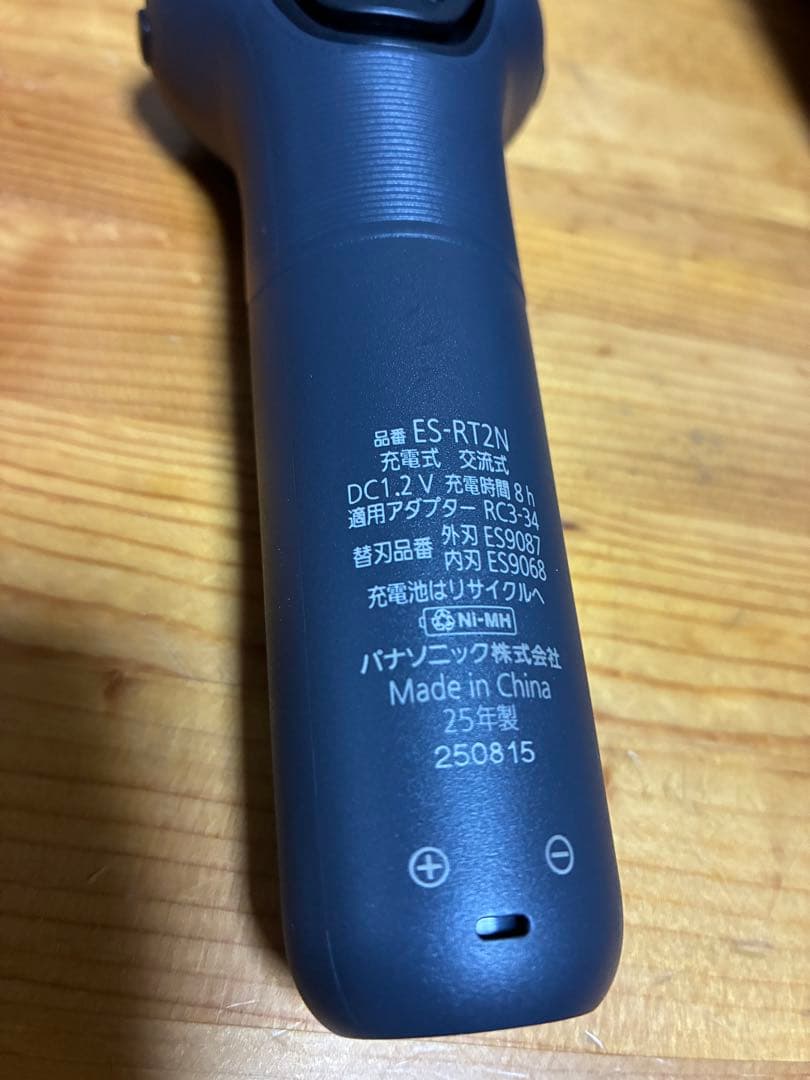 品番 ES-RT2N
充電式 交流式
DC1.2V 充電時間 8h
適用アダプター RC3-34
替刃品番 外刃 ES9087
内刃 ES9068
充電池はリサイクルへ
Ni-MH
パナソニック株式会社
Made in China
25年製
250815
⊕ ⊖